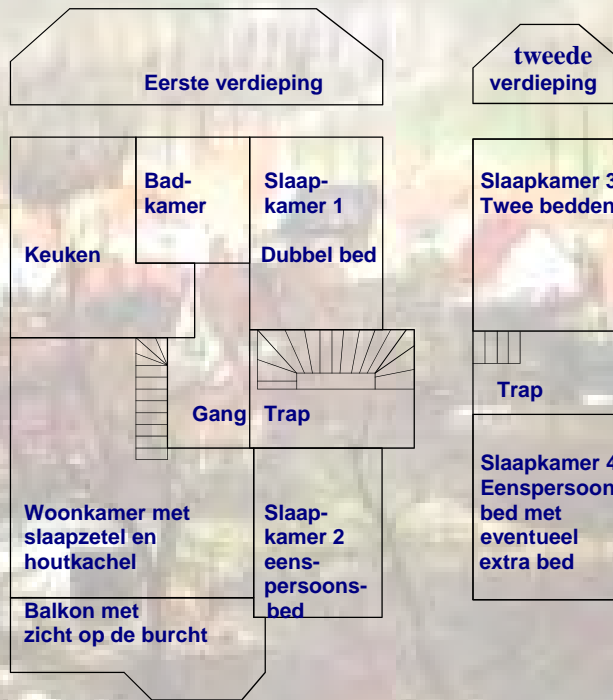 Eerste verdieping
tweede
verdieping
Bad-
kamer
Slaap-
kamer 1
Dubbel bed
Keuken
Slaapkamer 3
Twee bedden
Gang
Trap
Trap
Woonkamer met
slaapzetel en
houtkachel
Slaap-
kamer 2
eens-
persoons-
bed
Slaapkamer 4
Eenspersoon
bed met
eventueel
extra bed
Balkon met
zicht op de burcht